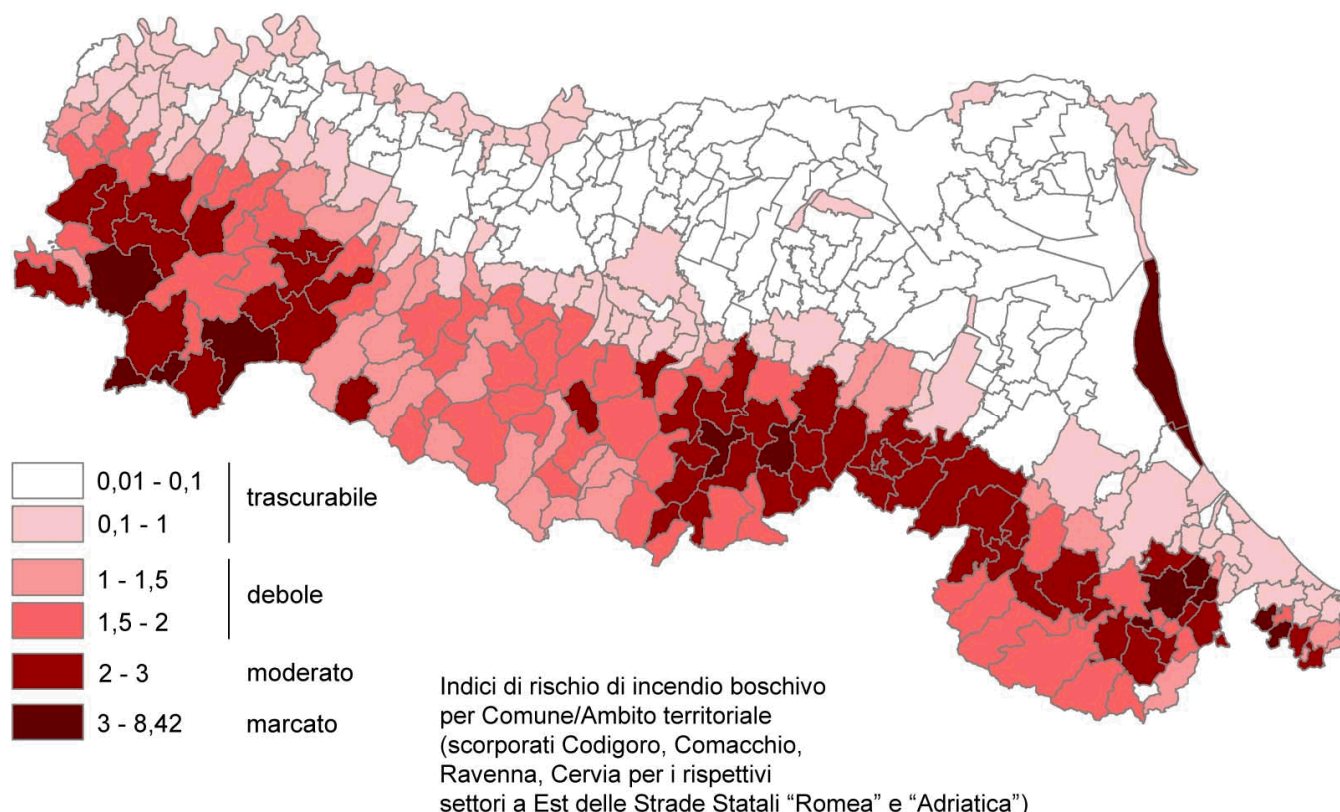 0,01 - 0,1
0,1 - 1
trascurabile
1 - 1,5
1,5 - 2
debole
2 - 3
moderato
3 - 8,42
marcato
Indici di rischio di incendio boschivo
per Comune/Ambito territoriale
(scorporati Codigoro, Comacchio,
Ravenna, Cervia per i rispettivi
settori a Est delle Strade Statali “Romea” e “Adriatica”)